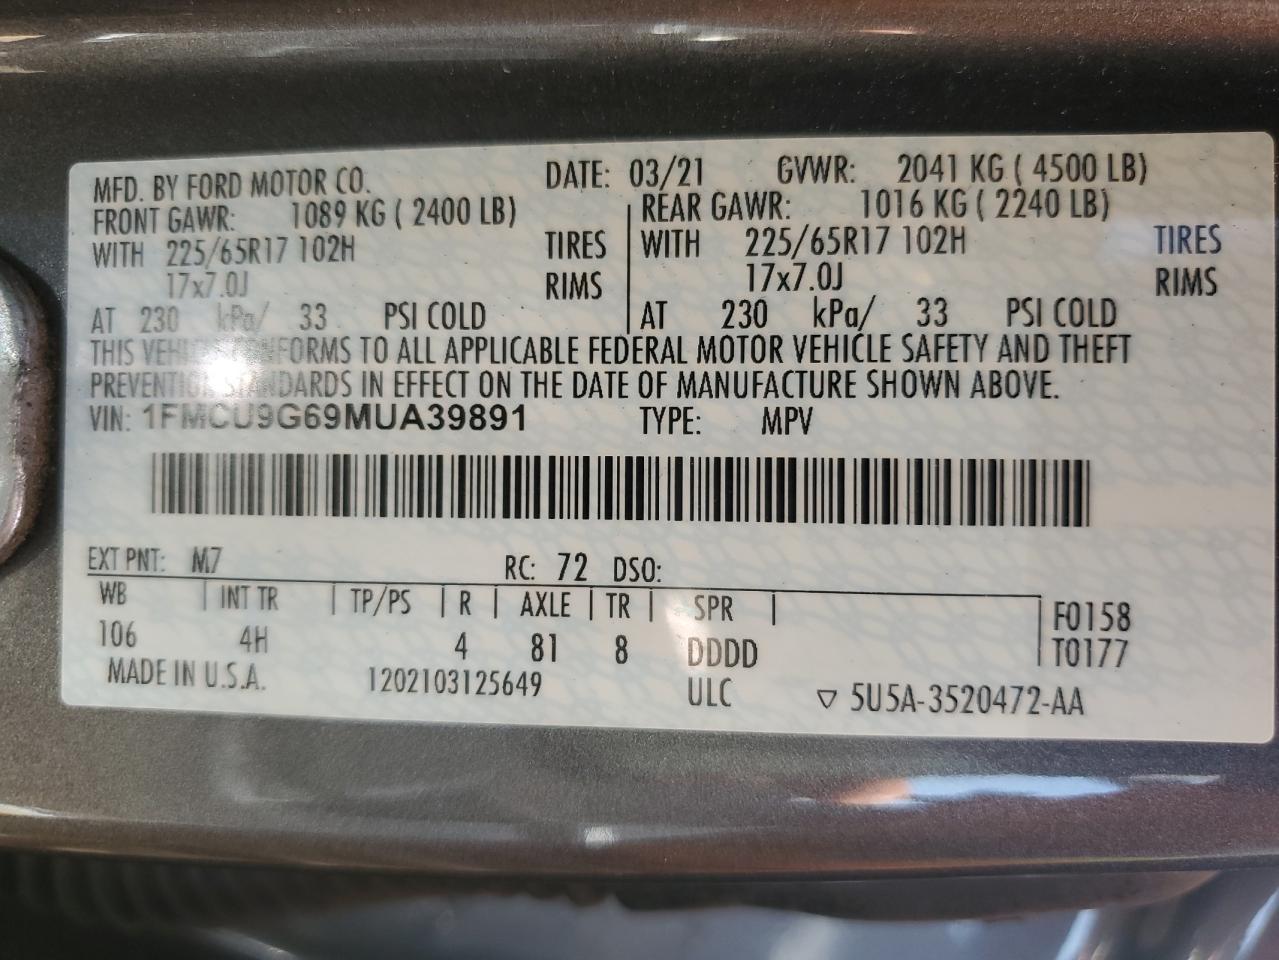 MFD. BY FORD MOTOR CO. DATE: 03/21 GVWR: 2041 KG ( 4500 LB)
FRONT GAWR: 1089 KG ( 2400 LB) REAR GAWR: 1016 KG ( 2240 LB)
WITH 225/65R17 102H TIRES WITH 225/65R17 102H TIRES
17x7.0J RIMS 17x7.0J RIMS
AT 230 kPa/ 33 PSI COLD AT 230 kPa/ 33 PSI COLD
THIS VEHICLE CONFORMS TO ALL APPLICABLE FEDERAL MOTOR VEHICLE SAFETY AND THEFT
PREVENTION STANDARDS IN EFFECT ON THE DATE OF MANUFACTURE SHOWN ABOVE.
VIN: 1FMCU9G69MUA39891 TYPE: MPV
EXT PNT: M7 RC: 72 DSO:
WB INT TR TP/PS R AXLE TR SPR F0158
106 4H 4 81 8 DDDD T0177
MADE IN U.S.A. 1202103125649 ULC ▽ 5U5A-3520472-AA